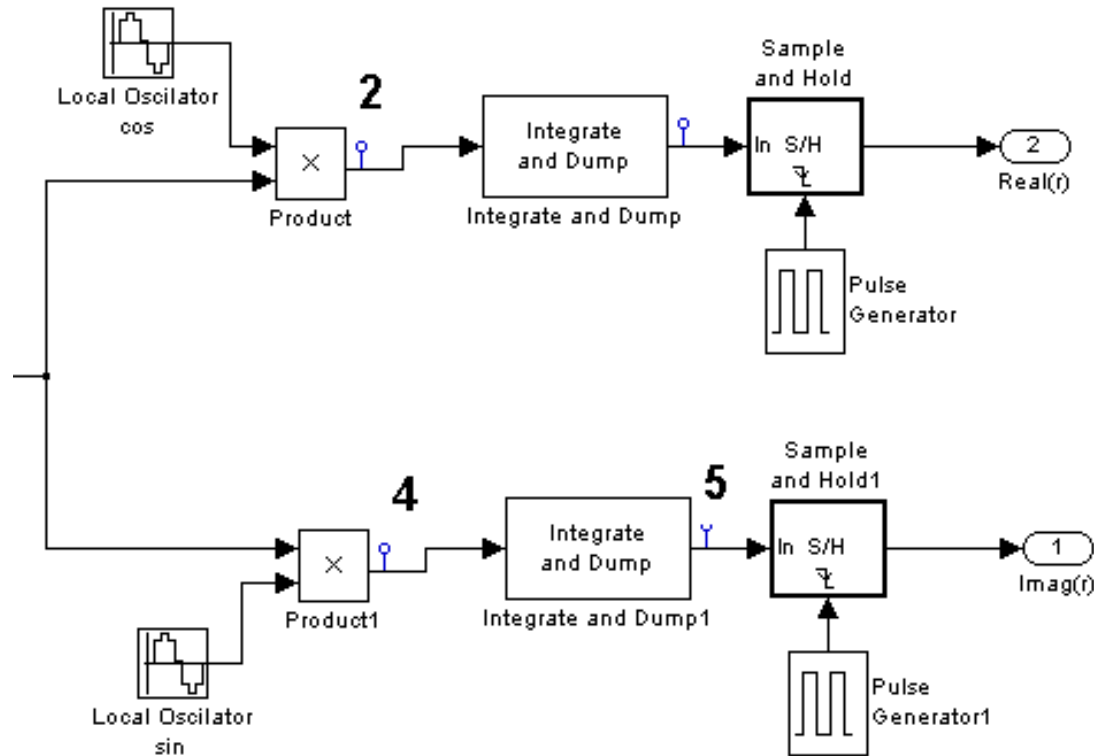 Local Oscilator
cos
2
×
Product
Integrate
and Dump
Integrate and Dump
Sample
and Hold
In S/H
2
Real(r)
Pulse
Generator
4
×
Product1
Local Oscilator
sin
5
Integrate
and Dump
Integrate and Dump1
Sample
and Hold1
In S/H
1
Imag(r)
Pulse
Generator1